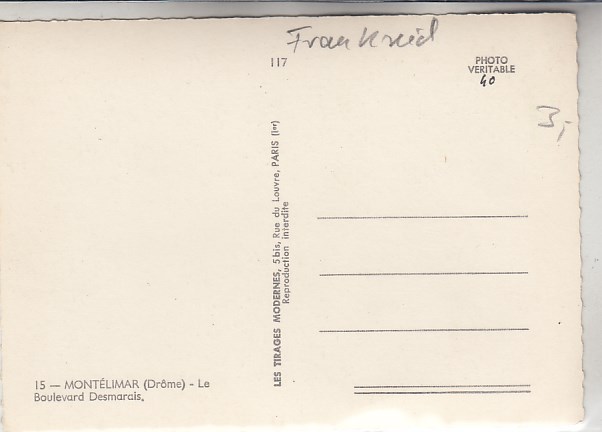 Frankreich
117
PHOTO
VERITABLE
40
3,-
LES TIRAGES MODERNES, 5 bis, Rue du Louvre, PARIS (Ier)
Reproduction interdite
15 — MONTÉLIMAR (Drôme) - Le
Boulevard Desmarais.